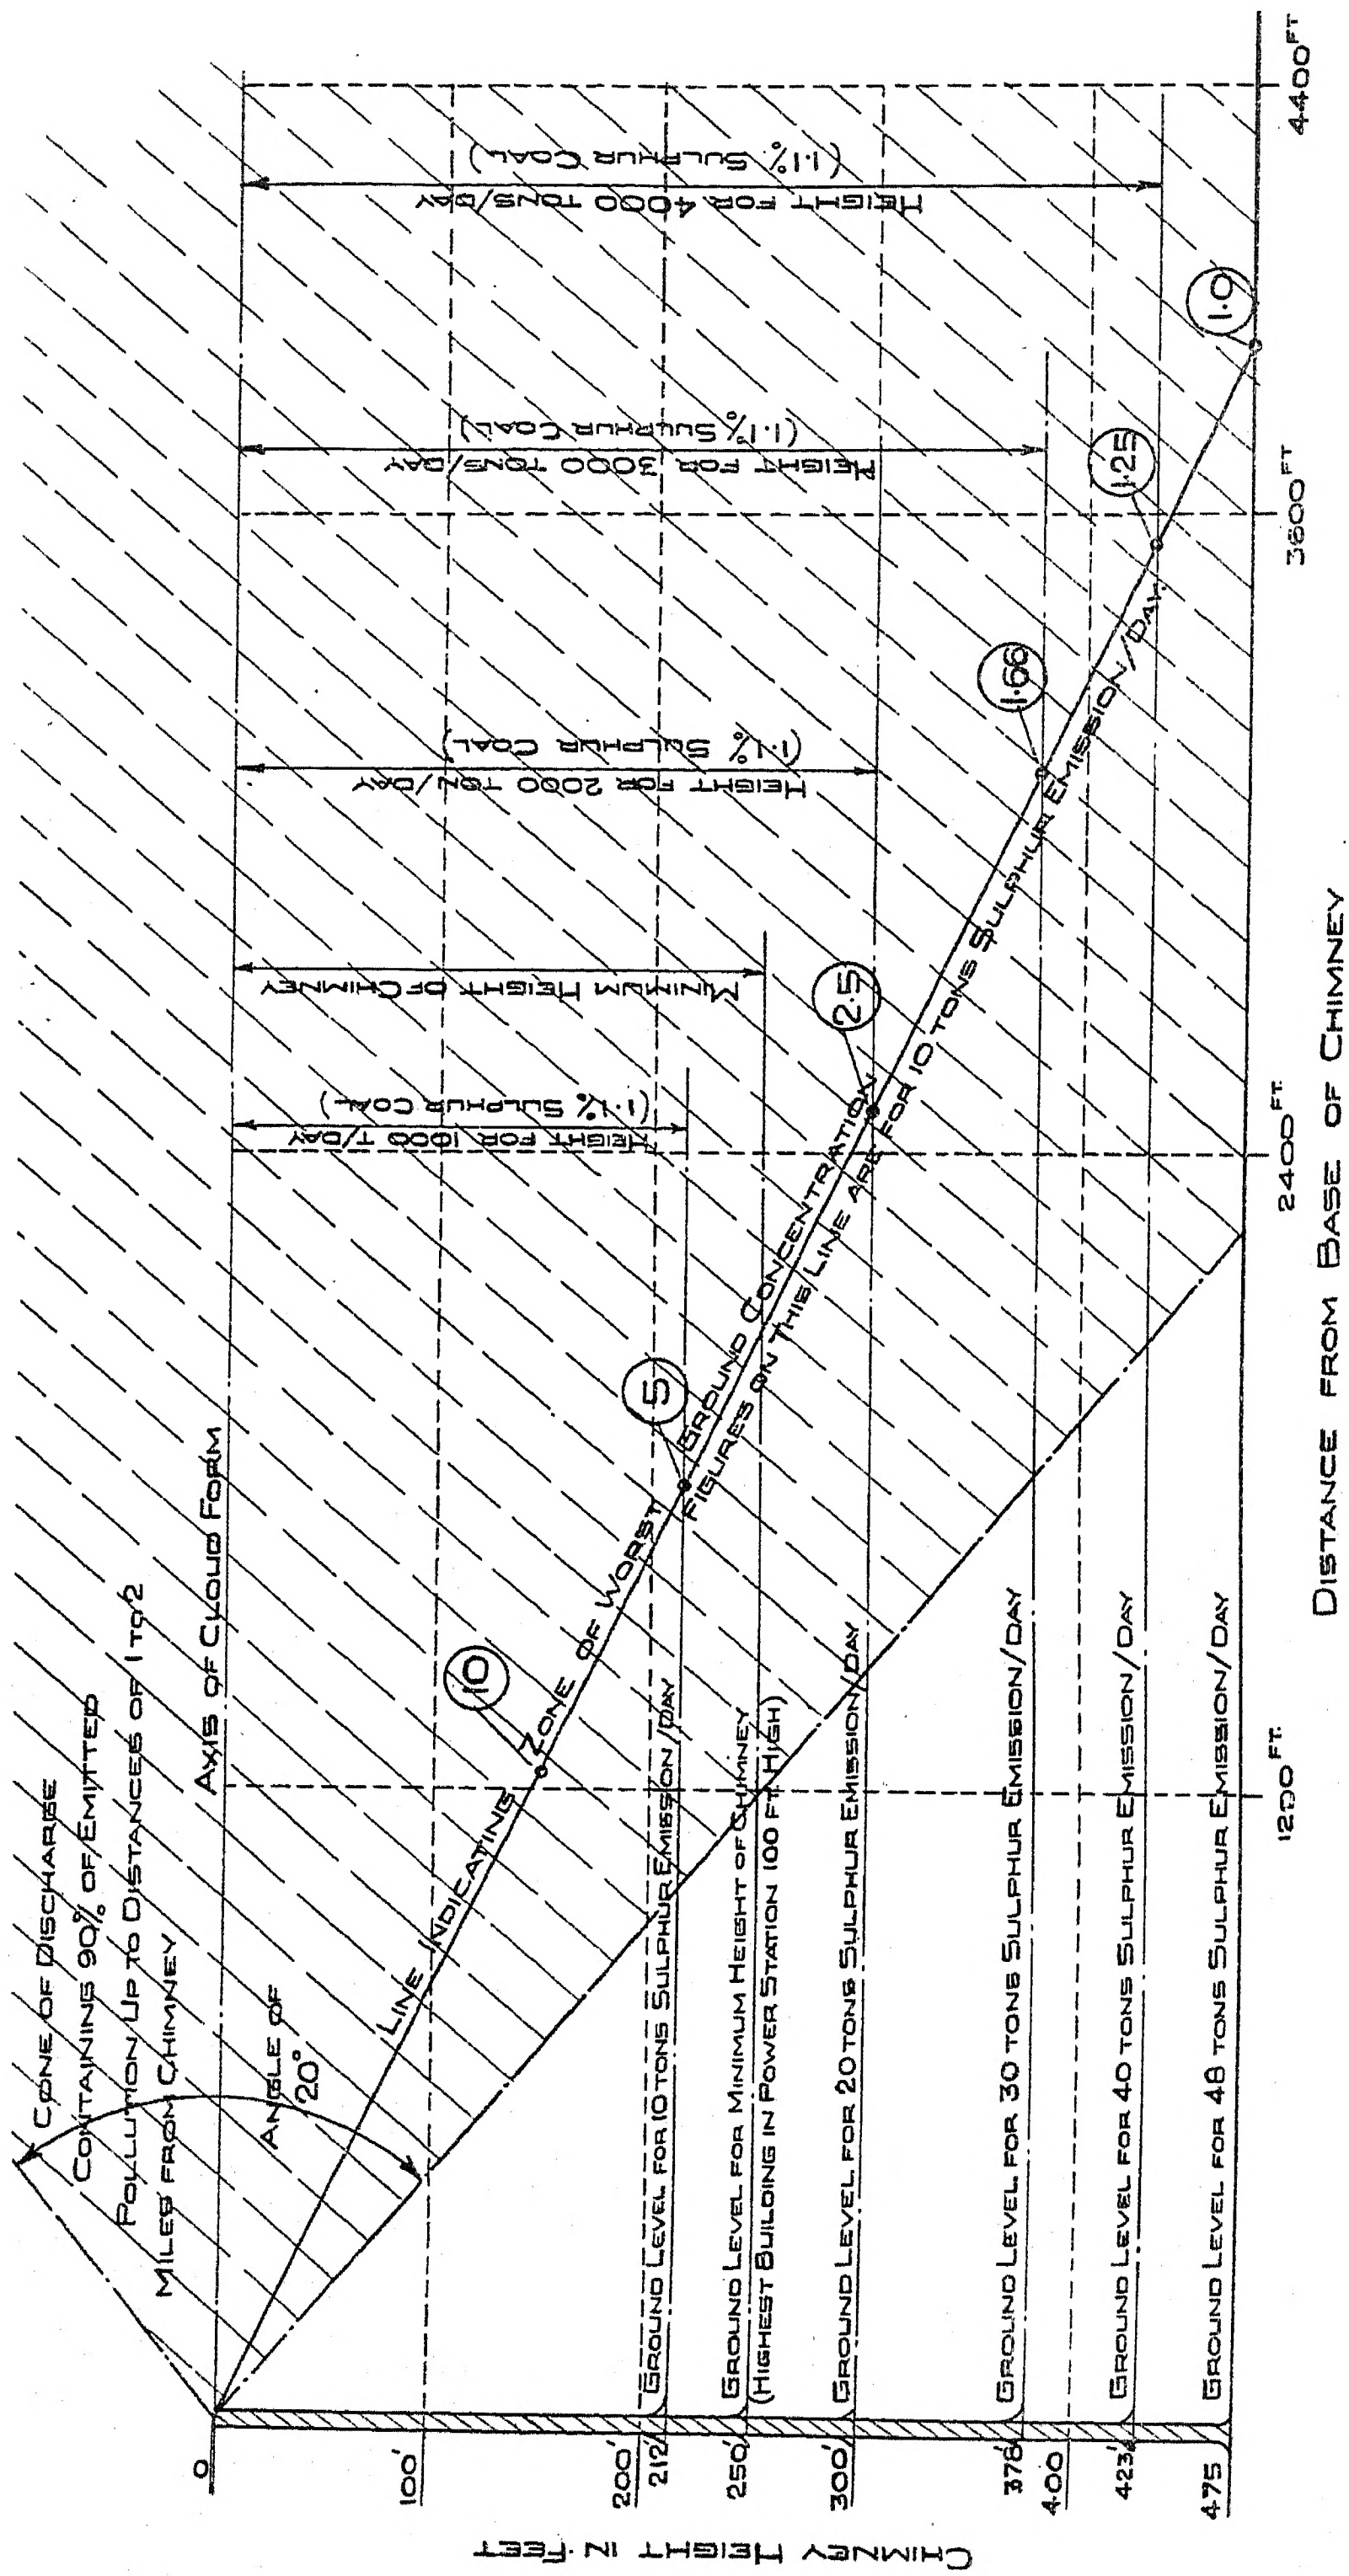 CONE OF DISCHARGE
CONTAINING 90% OF EMITTED
POLLUTION UP TO DISTANCES OF 1 TO 2
MILES FROM CHIMNEY
AXIS OF CLOUD FORM
ANGLE OF
20°
LINE INDICATING ZONE OF WORST GROUND CONCENTRATION
FIGURES ON THIS LINE ARE FOR 10 TONS SULPHUR EMISSION/DAY.
10
5
2.5
1.66
1.25
1.0
HEIGHT FOR 1000 T/DAY
(1.1% SULPHUR COAL)
MINIMUM HEIGHT OF CHIMNEY
HEIGHT FOR 2000 TON/DAY
(1.1% SULPHUR COAL)
HEIGHT FOR 3000 TONS/DAY
(1.1% SULPHUR COAL)
HEIGHT FOR 4000 TONS/DAY
(1.1% SULPHUR COAL)
GROUND LEVEL FOR 10 TONS SULPHUR EMISSION/DAY
GROUND LEVEL FOR MINIMUM HEIGHT OF CHIMNEY
(HIGHEST BUILDING IN POWER STATION 100 FT HIGH)
GROUND LEVEL FOR 20 TONS SULPHUR EMISSION/DAY
GROUND LEVEL FOR 30 TONS SULPHUR EMISSION/DAY
GROUND LEVEL FOR 40 TONS SULPHUR EMISSION/DAY
GROUND LEVEL FOR 48 TONS SULPHUR EMISSION/DAY
CHIMNEY HEIGHT IN FEET
0
100'
200'
212'
250'
300'
378'
400'
423'
475
1200 FT.
2400 FT.
3600 FT
4400 FT
DISTANCE FROM BASE OF CHIMNEY